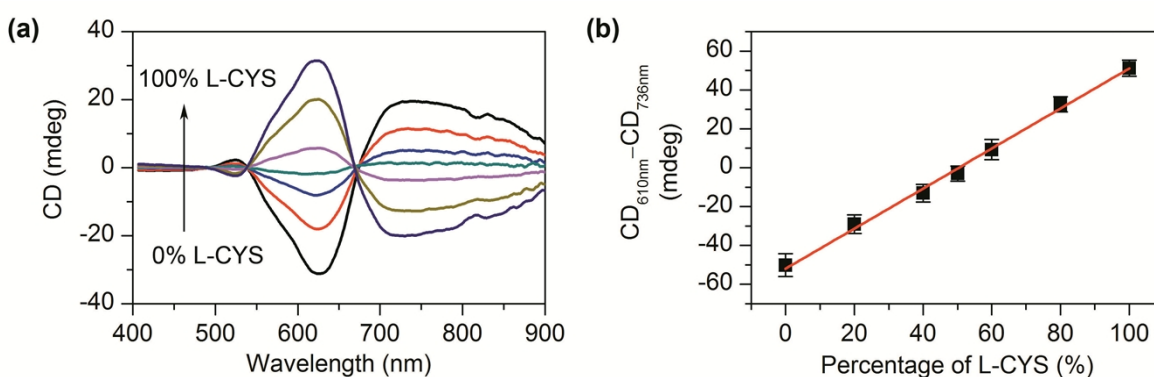 (a)
40
20
0
-20
-40
CD (mdeg)
100% L-CYS
0% L-CYS
400 500 600 700 800 900
Wavelength (nm)
(b)
60
40
20
0
-20
-40
-60
CD610nm–CD736nm
(mdeg)
0 20 40 60 80 100
Percentage of L-CYS (%)